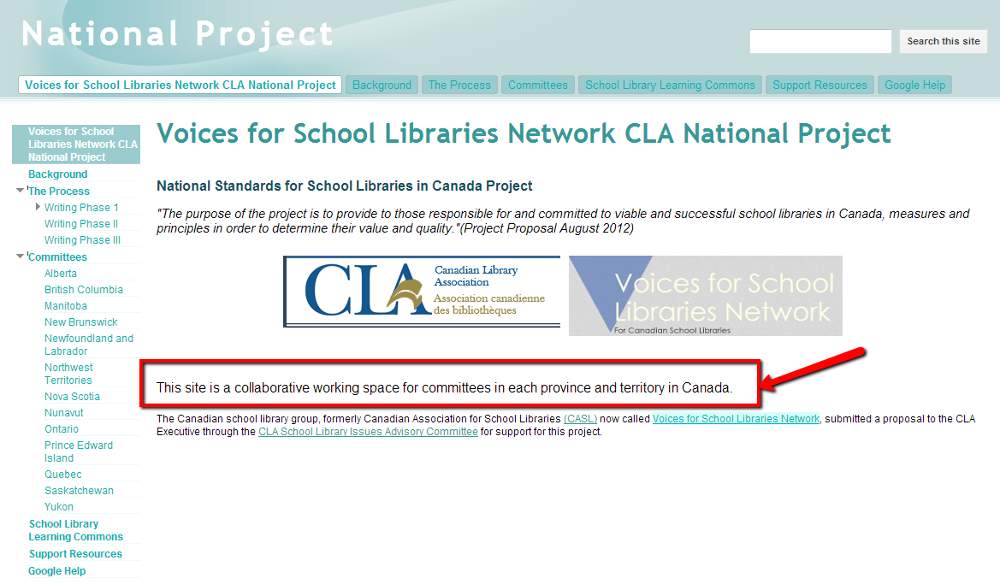 National Project
Search this site
Voices for School Libraries Network CLA National Project
Background
The Process
Committees
School Library Learning Commons
Support Resources
Google Help
Voices for School
Libraries Network CLA
National Project
Background
The Process
Writing Phase 1
Writing Phase II
Writing Phase III
Committees
Alberta
British Columbia
Manitoba
New Brunswick
Newfoundland and
Labrador
Northwest
Territories
Nova Scotia
Nunavut
Ontario
Prince Edward
Island
Quebec
Saskatchewan
Yukon
School Library
Learning Commons
Support Resources
Google Help
Voices for School Libraries Network CLA National Project
National Standards for School Libraries in Canada Project
"The purpose of the project is to provide to those responsible for and committed to viable and successful school libraries in Canada, measures and
principles in order to determine their value and quality."(Project Proposal August 2012)
CLA
Canadian Library
Association
Association canadienne
des bibliothèques
Voices for School
Libraries Network
For Canadian School Libraries
This site is a collaborative working space for committees in each province and territory in Canada.
The Canadian school library group, formerly Canadian Association for School Libraries (CASL) now called Voices for School Libraries Network, submitted a proposal to the CLA
Executive through the CLA School Library Issues Advisory Committee for support for this project.